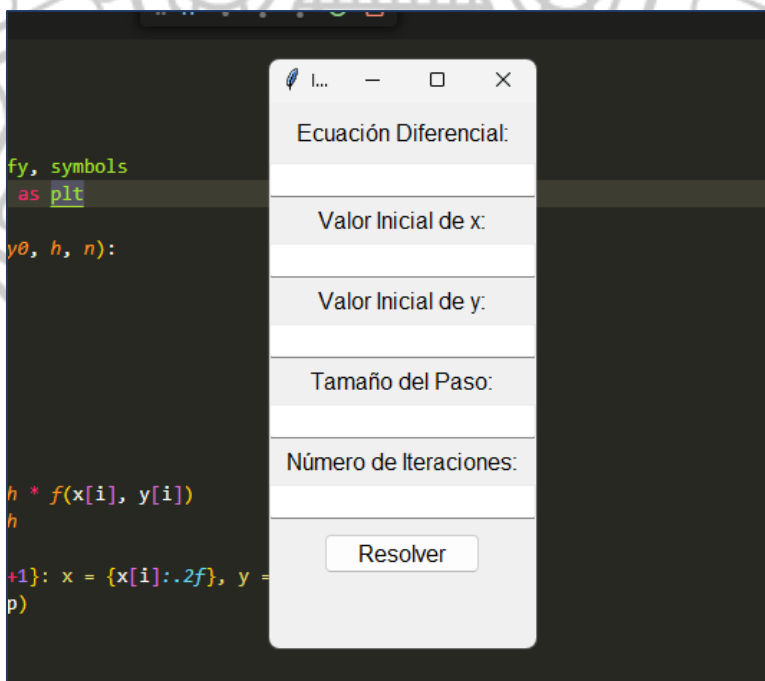 I...
Ecuación Diferencial:
fy, symbols
as plt
Valor Inicial de x:
y0, h, n):
Valor Inicial de y:
Tamaño del Paso:
Número de Iteraciones:
h * f(x[i], y[i])
h
Resolver
+1}: x = {x[i]:.2f}, y =
p)